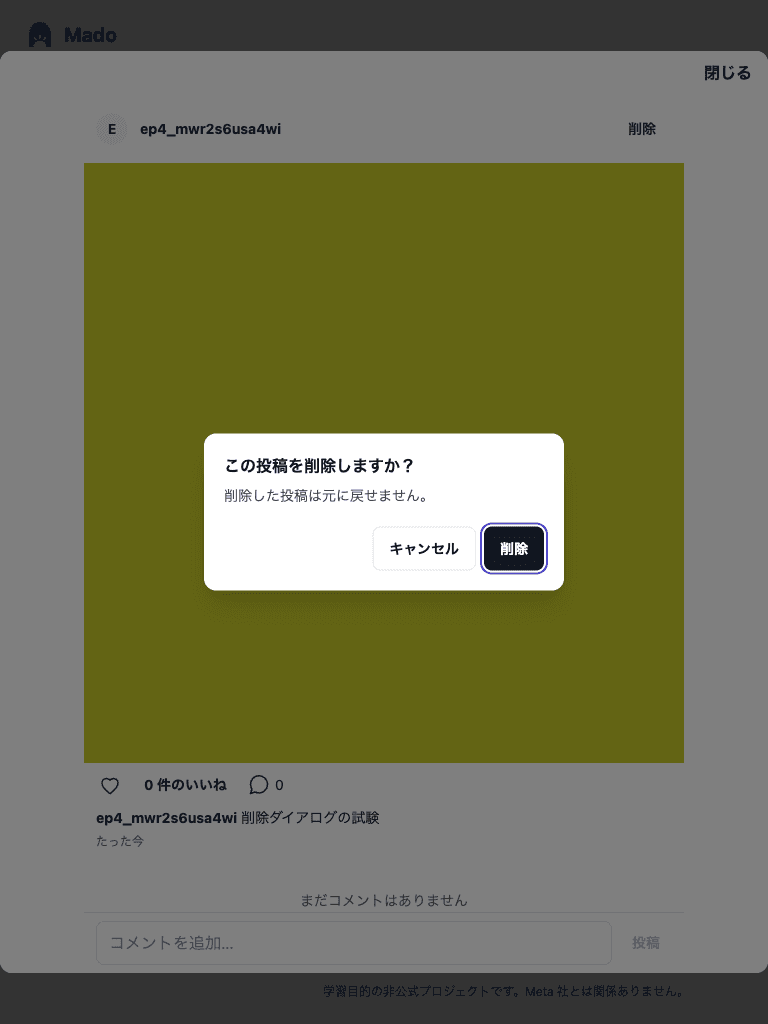 Mado
閉じる
E ep4_mwr2s6usa4wi 削除
この投稿を削除しますか？
削除した投稿は元に戻せません。
キャンセル 削除
0 件のいいね 0
ep4_mwr2s6usa4wi 削除ダイアログの試験
たった今
まだコメントはありません
コメントを追加... 投稿
学習目的の非公式プロジェクトです。Meta 社とは関係ありません。